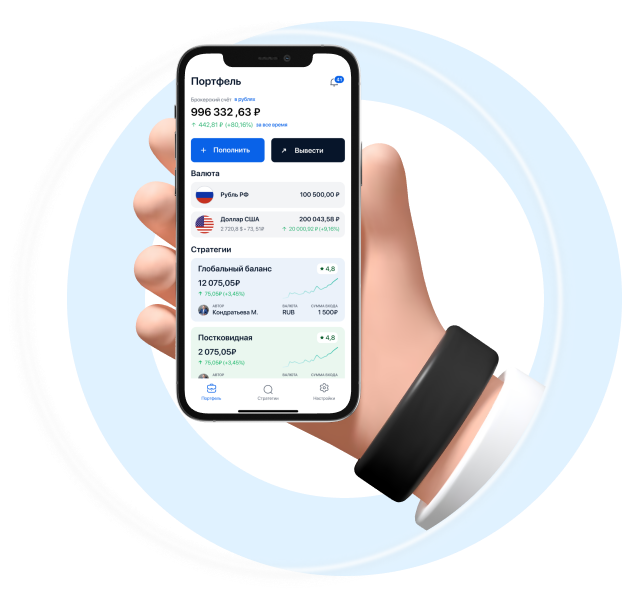 Портфель
41
Брокерский счёт в рублях
996 332 ,63 ₽
↑ 442,81 ₽ (+80,16%) за все время
+ Пополнить
↗ Вывести
Валюта
Рубль РФ 100 500,00 ₽
Доллар США 200 043,58 ₽
2 720,8 $ • 73, 51₽ ↑ 20 000,92 ₽ (+9,16%)
Стратегии
Глобальный баланс ★ 4,8
12 075,05₽
↑ 75,05₽ (+3,45%)
АВТОР ВАЛЮТА СУММА ВХОДА
Кондратьева М. RUB 1 500₽
Постковидная ★ 4,8
2 075,05₽
↑ 75,05₽ (+3,45%)
АВТОР ВАЛЮТА СУММА ВХОДА
Портфель Стратегии Настройки